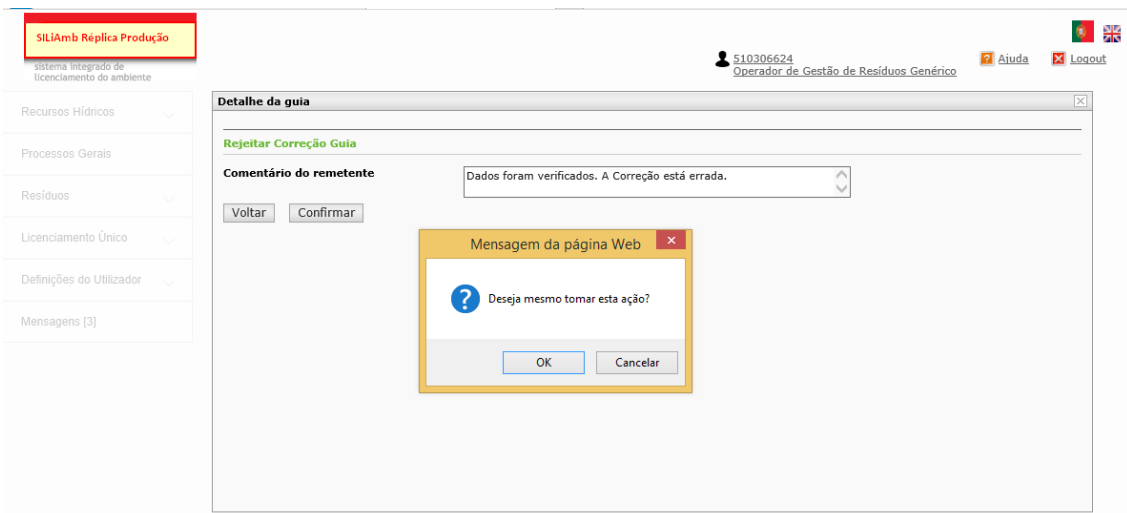 SILiAmb Réplica Produção
sistema integrado de
licenciamento do ambiente
510306624
Operador de Gestão de Resíduos Genérico
Ajuda
Logout
Recursos Hídricos
Processos Gerais
Resíduos
Licenciamento Único
Definições do Utilizador
Mensagens [3]
Detalhe da guia
Rejeitar Correção Guia
Comentário do remetente
Dados foram verificados. A Correção está errada.
Voltar
Confirmar
Mensagem da página Web
Deseja mesmo tomar esta ação?
OK
Cancelar